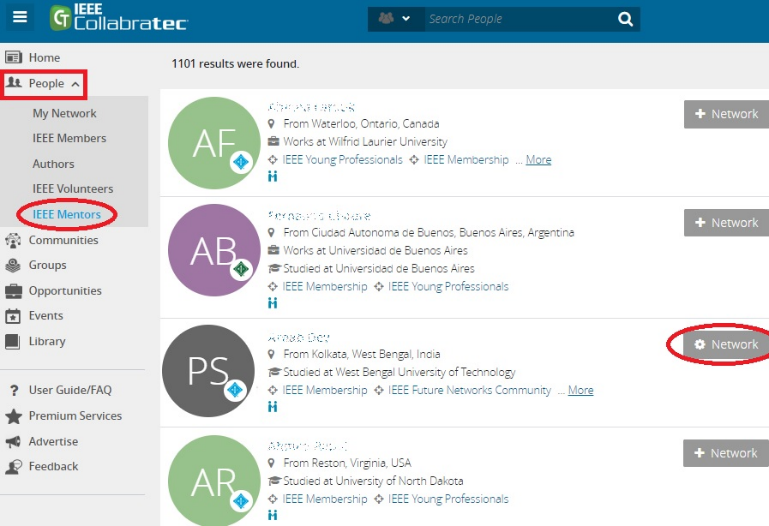 IEEE
CT Collabratec
Search People
Home
People
My Network
IEEE Members
Authors
IEEE Volunteers
IEEE Mentors
Communities
Groups
Opportunities
Events
Library
? User Guide/FAQ
Premium Services
Advertise
Feedback
1101 results were found.
AF
From Waterloo, Ontario, Canada
Works at Wilfrid Laurier University
IEEE Young Professionals IEEE Membership ... More
+ Network
AB
From Ciudad Autonoma de Buenos, Buenos Aires, Argentina
Works at Universidad de Buenos Aires
Studied at Universidad de Buenos Aires
IEEE Membership IEEE Young Professionals
+ Network
PS
From Kolkata, West Bengal, India
Studied at West Bengal University of Technology
IEEE Membership IEEE Future Networks Community ... More
Network
AR
From Reston, Virginia, USA
Studied at University of North Dakota
IEEE Membership IEEE Young Professionals
+ Network